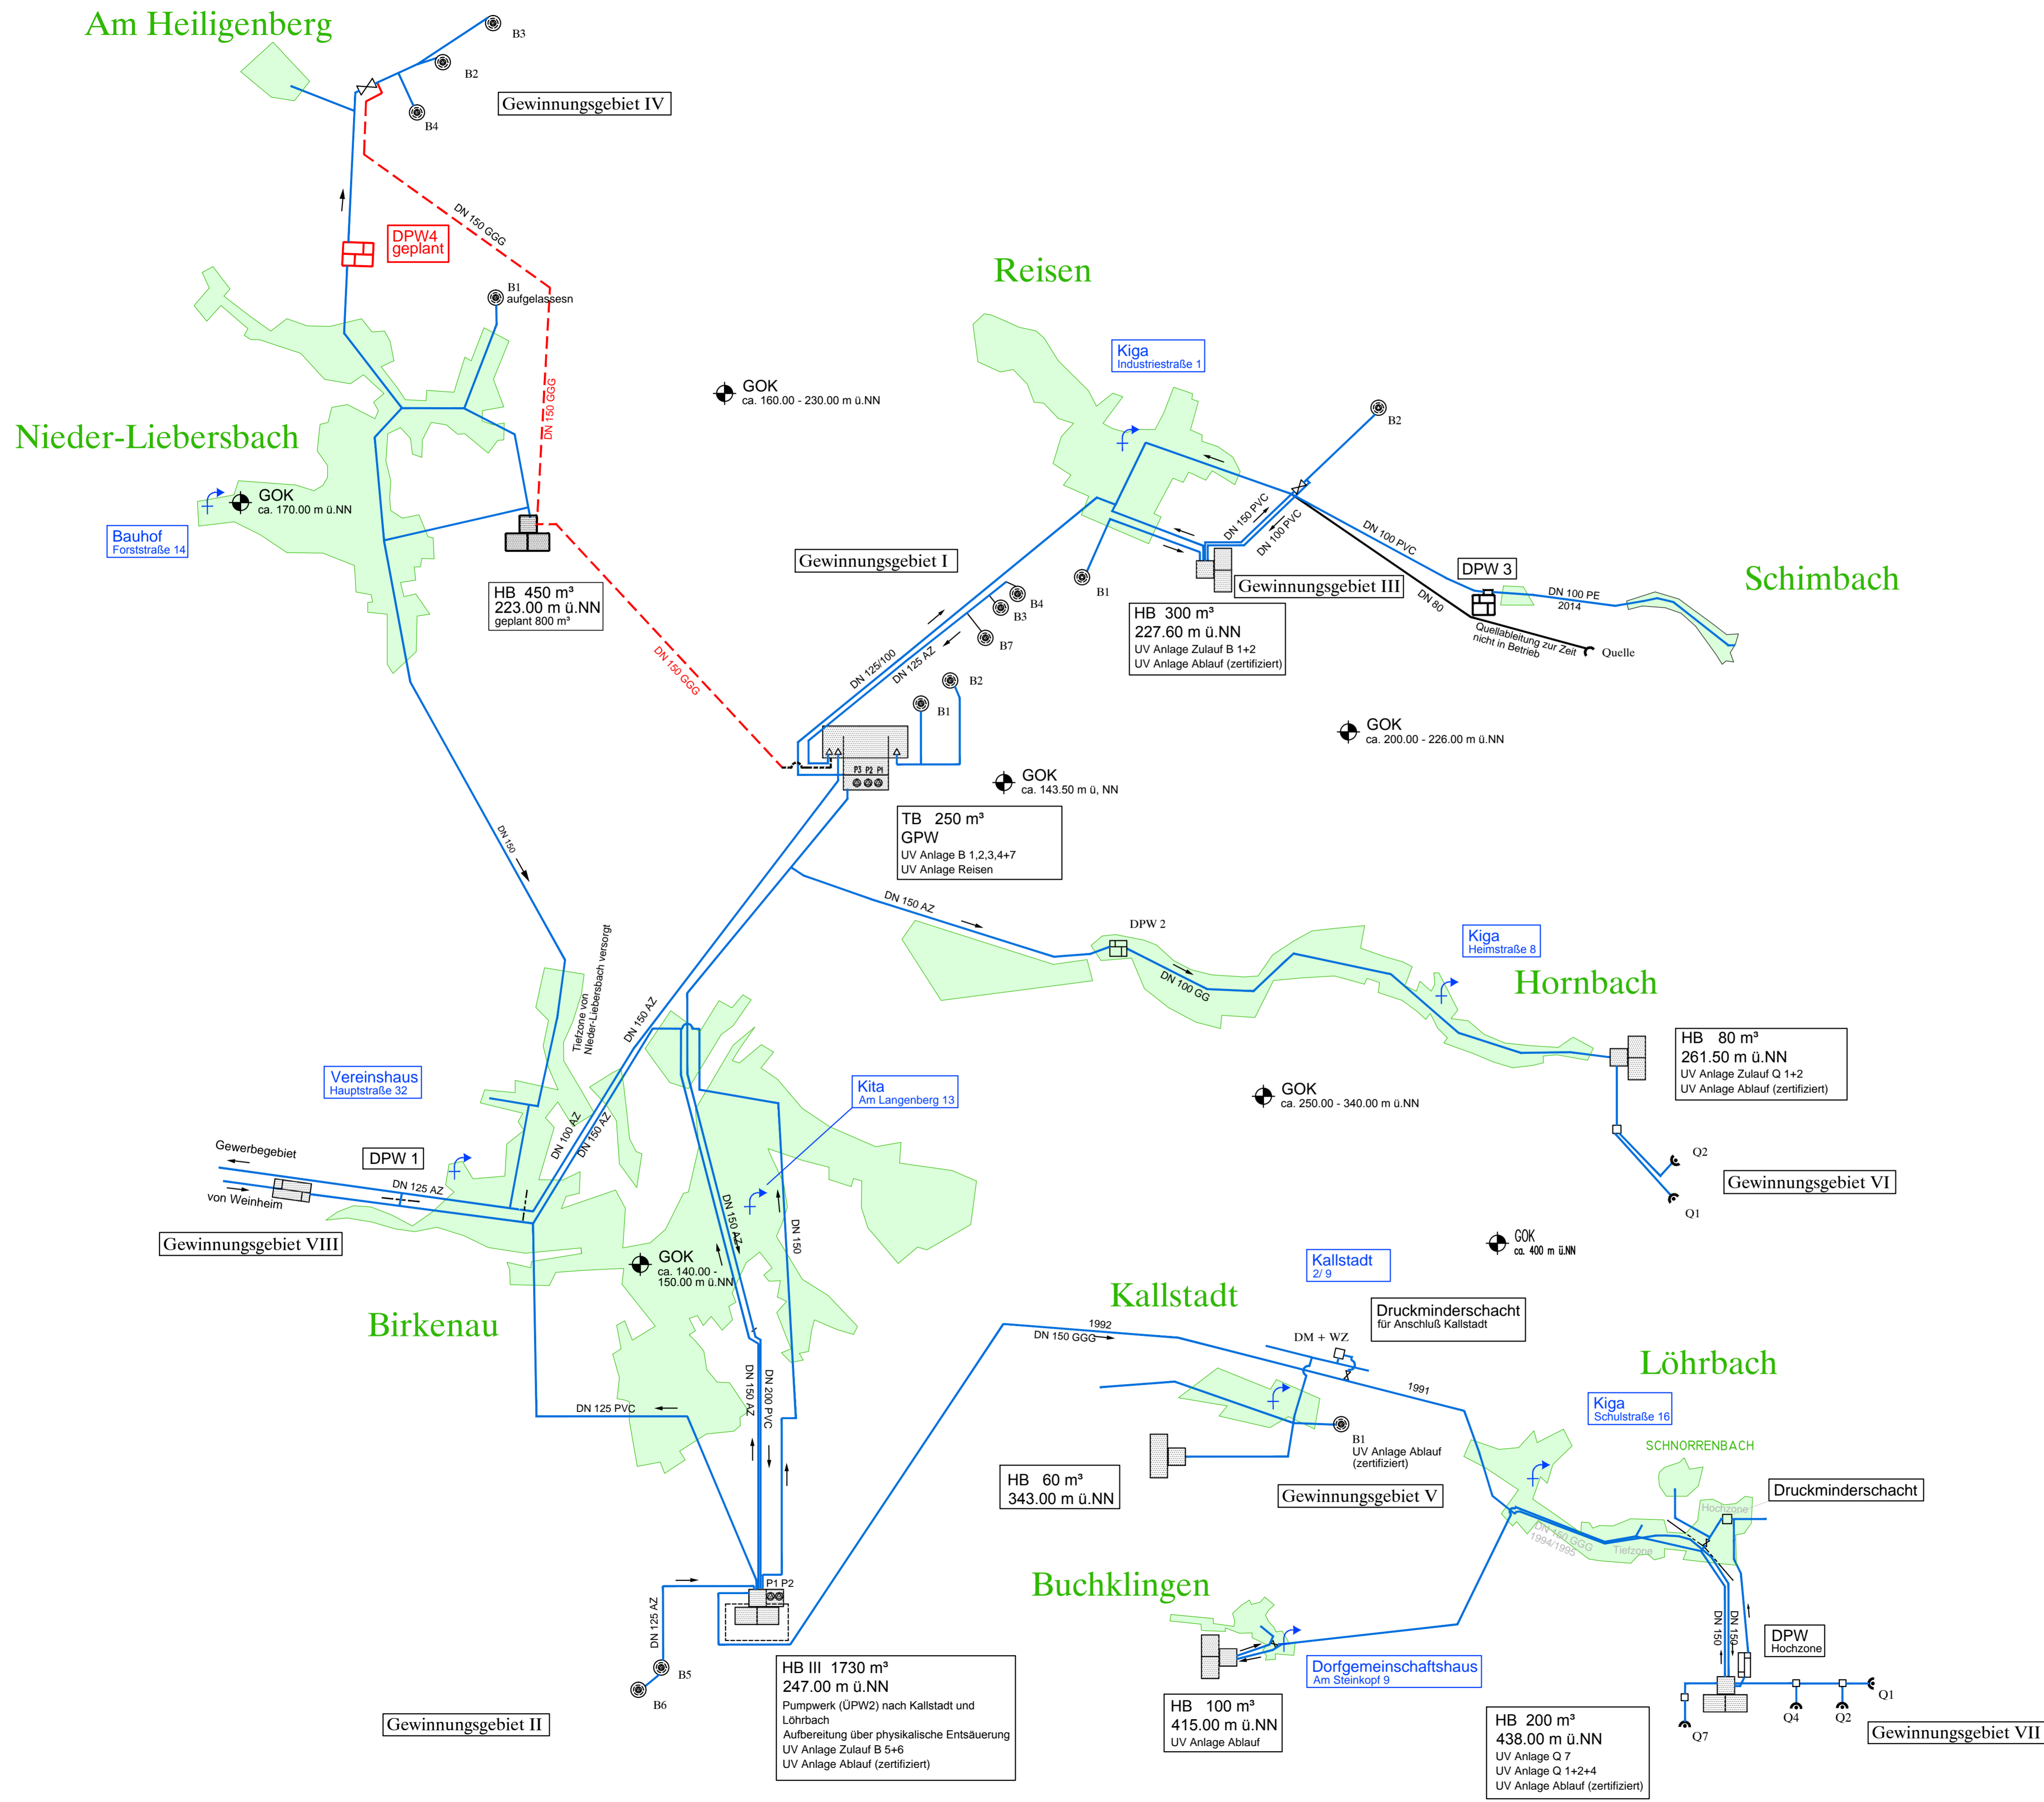 Am Heiligenberg
B3
B2
B4
Gewinnungsgebiet IV
DN 150 GGG
DPW4
geplant
B1
aufgelassesn
DN 150 GGG
Nieder-Liebersbach
GOK
ca. 170.00 m ü.NN
Bauhof
Forststraße 14
HB 450 m³
223.00 m ü.NN
geplant 800 m³
DN 150 GGG
GOK
ca. 160.00 - 230.00 m ü.NN
Reisen
Kiga
Industriestraße 1
B2
Gewinnungsgebiet I
DN 150 PVC
DN 100 PVC
DN 100 PVC
B1
Gewinnungsgebiet III
HB 300 m³
227.60 m ü.NN
UV Anlage Zulauf B 1+2
UV Anlage Ablauf (zertifiziert)
DPW 3
DN 80
DN 100 PE
2014
Quellableitung zur Zeit
nicht in Betrieb
Quelle
Schimbach
B4
B3
B7
DN 125/100
DN 125 AZ
B2
B1
P3 P2 P1
GOK
ca. 143.50 m ü, NN
GOK
ca. 200.00 - 226.00 m ü.NN
TB 250 m³
GPW
UV Anlage B 1,2,3,4+7
UV Anlage Reisen
DN 150
DN 150 AZ
DPW 2
DN 100 GG
Kiga
Heimstraße 8
Hornbach
HB 80 m³
261.50 m ü.NN
UV Anlage Zulauf Q 1+2
UV Anlage Ablauf (zertifiziert)
GOK
ca. 250.00 - 340.00 m ü.NN
Q2
Q1
Gewinnungsgebiet VI
Tiefzone von
NIeder-Liebersbach versorgt
DN 150 AZ
Vereinshaus
Hauptstraße 32
Kita
Am Langenberg 13
DN 100 AZ
DN 150 AZ
Gewerbegebiet
DPW 1
DN 125 AZ
von Weinheim
Gewinnungsgebiet VIII
DN 150 AZ
DN 150
GOK
ca. 140.00 -
150.00 m ü.NN
Birkenau
DN 125 PVC
DN 150 AZ
DN 200 PVC
GOK
ca. 400 m ü.NN
Kallstadt
2/ 9
Kallstadt
Druckminderschacht
für Anschluß Kallstadt
1992
DN 150 GGG
DM + WZ
1991
B1
UV Anlage Ablauf
(zertifiziert)
HB 60 m³
343.00 m ü.NN
Gewinnungsgebiet V
Löhrbach
Kiga
Schulstraße 16
SCHNORRENBACH
Druckminderschacht
Hochzone
DN 150 GGG
1994/1995
Tiefzone
P1 P2
DN 125 AZ
B5
B6
Gewinnungsgebiet II
HB III 1730 m³
247.00 m ü.NN
Pumpwerk (ÜPW2) nach Kallstadt und
Löhrbach
Aufbereitung über physikalische Entsäuerung
UV Anlage Zulauf B 5+6
UV Anlage Ablauf (zertifiziert)
Buchklingen
Dorfgemeinschaftshaus
Am Steinkopf 9
HB 100 m³
415.00 m ü.NN
UV Anlage Ablauf
DN 150
DN 150
DPW
Hochzone
Q1
Q2
Q4
Q7
Gewinnungsgebiet VII
HB 200 m³
438.00 m ü.NN
UV Anlage Q 7
UV Anlage Q 1+2+4
UV Anlage Ablauf (zertifiziert)